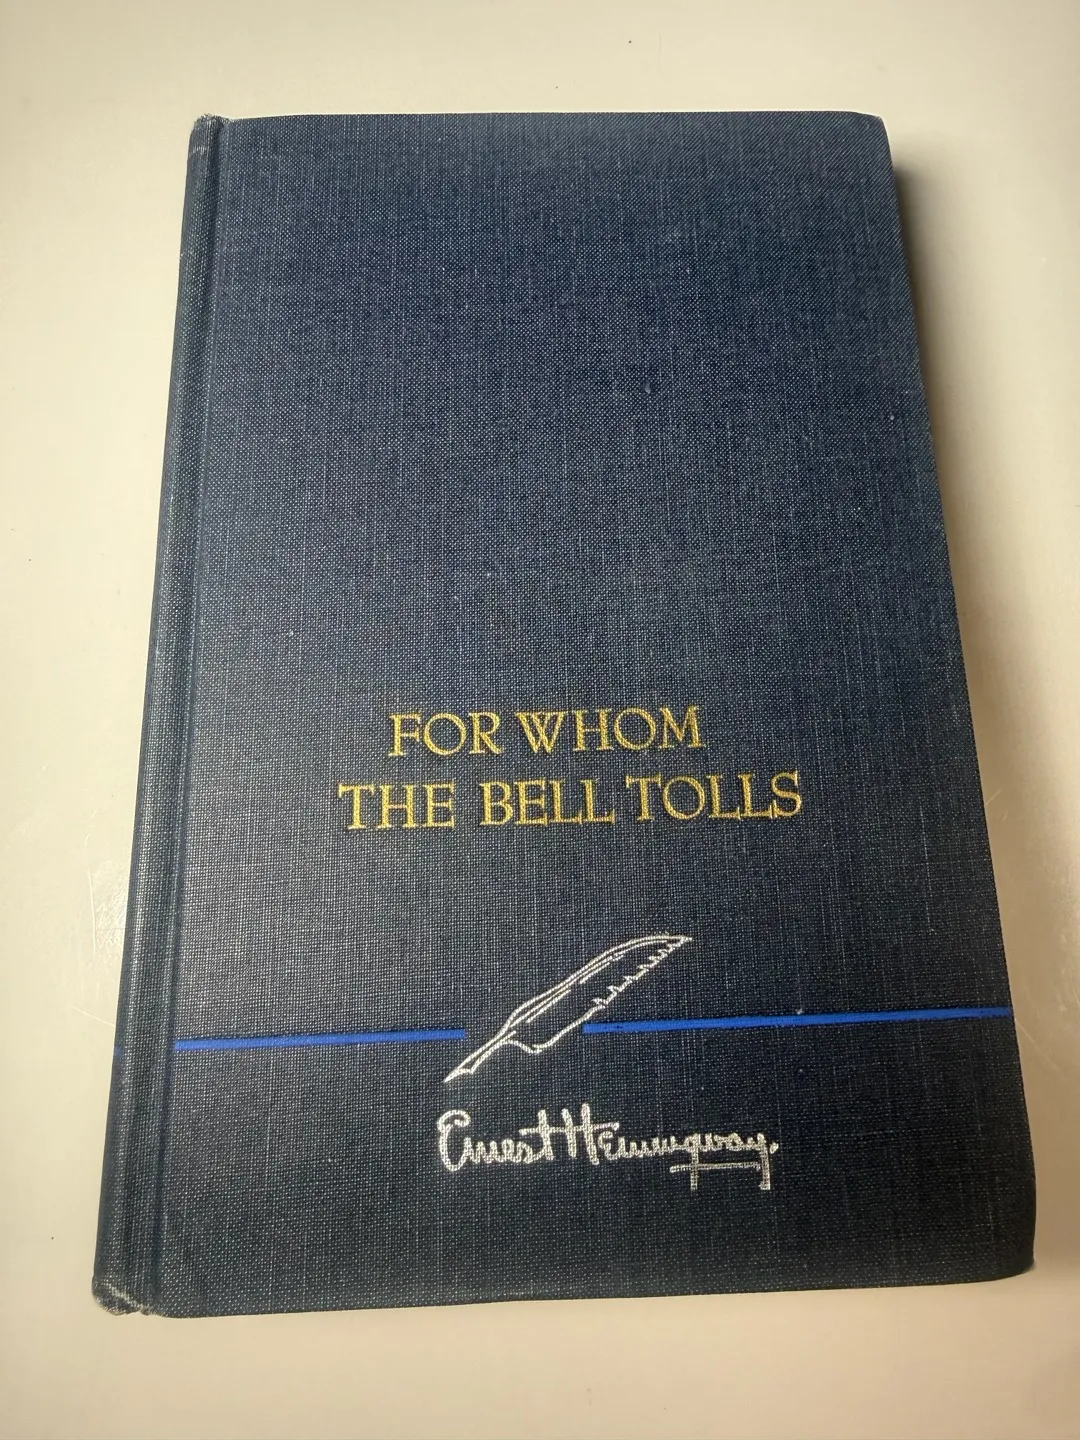 FOR WHOM
THE BELL TOLLS
Ernest Hemingway.